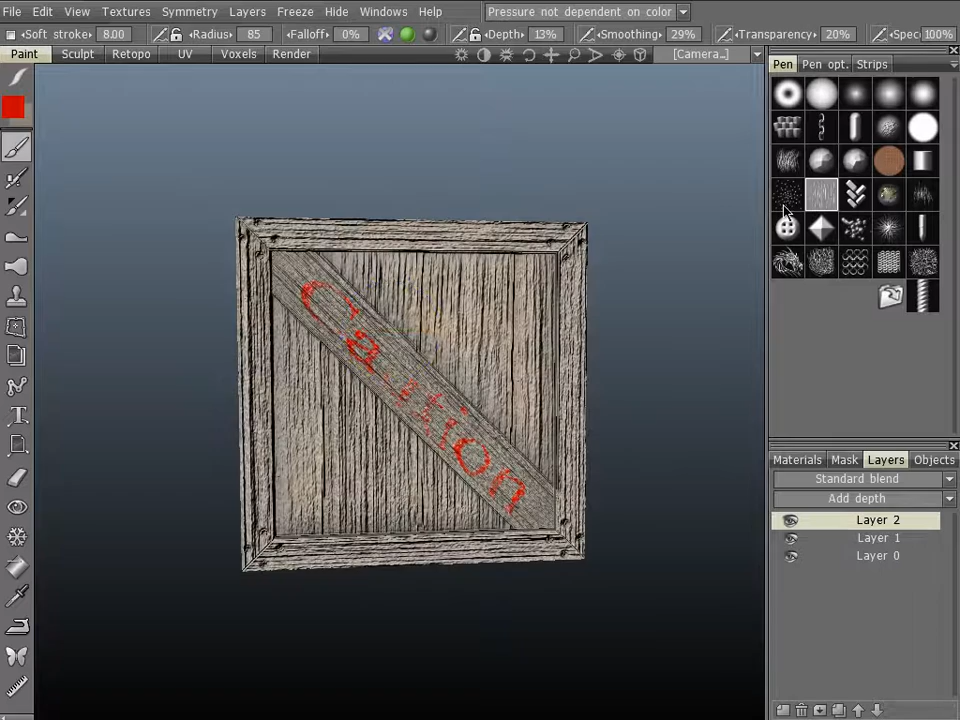 File Edit View Textures Symmetry Layers Freeze Hide Windows Help Pressure not dependent on color
Soft stroke 8.00 Radius: 85 Falloff: 0% Depth: 13% Smoothing: 29% Transparency: 20% Spec: 100%
Paint Sculpt Retopo UV Voxels Render [Camera_]
Pen Pen opt. Strips
Caution
Materials Mask Layers Objects
Standard blend
Add depth
Layer 2
Layer 1
Layer 0